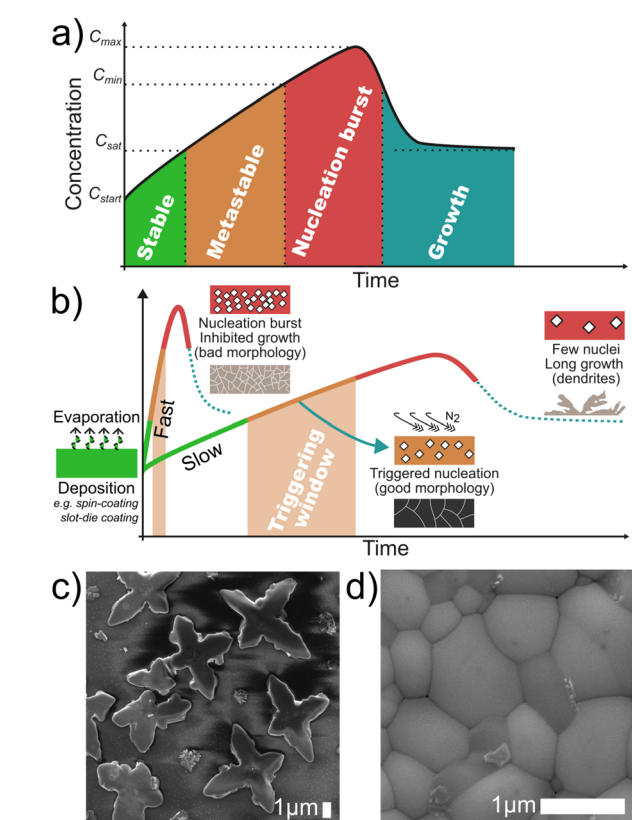 a)
Concentration
Cmax
Cmin
Csat
Cstart
Stable
Metastable
Nucleation burst
Growth
Time
b)
Nucleation burst
Inhibited growth
(bad morphology)
Few nuclei
Long growth
(dendrites)
Evaporation
Fast
Slow
Triggering
window
N2
Triggered nucleation
(good morphology)
Deposition
e.g. spin-coating
slot-die coating
Time
c)
1µm
d)
1µm